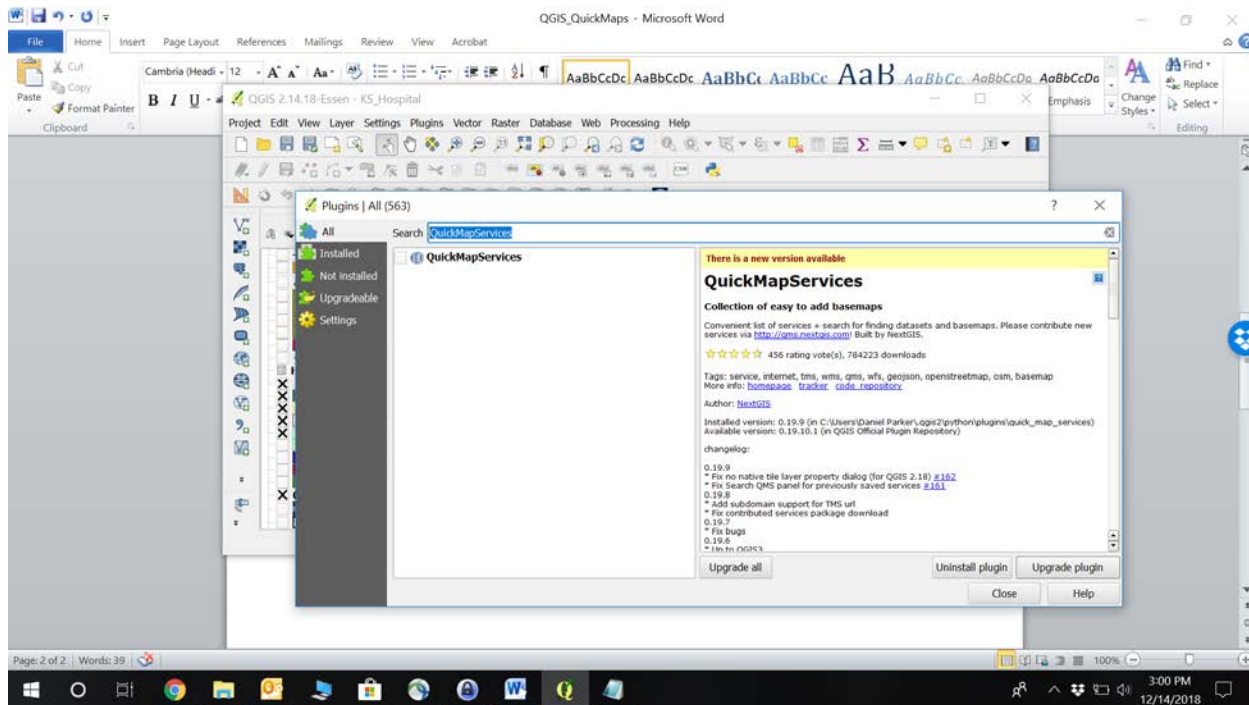 QGIS_QuickMaps - Microsoft Word
File Home Insert Page Layout References Mailings Review View Acrobat
Cut
Copy
Format Painter
Paste
Clipboard
Cambria (Headi 12
B I U
AaBbCcDc AaBbCcDc AaBbCc AaBbCc AaB AaBbCc. AaBbCcDa AaBbCcDa
Emphasis
Change Styles
Find
Replace
Select
Editing
QGIS 2.14.18-Essen - KS_Hospital
Project Edit View Layer Settings Plugins Vector Raster Database Web Processing Help
Plugins | All (563)
All
Installed
Not installed
Upgradeable
Settings
Search QuickMapServices
QuickMapServices
There is a new version available
QuickMapServices
Collection of easy to add basemaps
Convenient list of services + search for finding datasets and basemaps. Please contribute new
services via http://qms.nextgis.com! Built by NextGIS.
456 rating vote(s), 784223 downloads
Tags: service, internet, tms, wms, qms, wfs, geojson, openstreetmap, osm, basemap
More info: homepage tracker code_repository
Author: NextGIS
Installed version: 0.19.9 (in C:\Users\Daniel Parker\.qgis2\python\plugins\quick_map_services)
Available version: 0.19.10.1 (in QGIS Official Plugin Repository)
changelog:
0.19.9
* Fix no native tile layer property dialog (for QGIS 2.18) #162
* Fix Search QMS panel for previously saved services #161
0.19.8
* Add subdomain support for TMS url
* Fix contributed services package download
0.19.7
* Fix bugs
0.19.6
* Up to QGIS3
Upgrade all Uninstall plugin Upgrade plugin
Close Help
Page: 2 of 2 Words: 39
100%
3:00 PM
12/14/2018